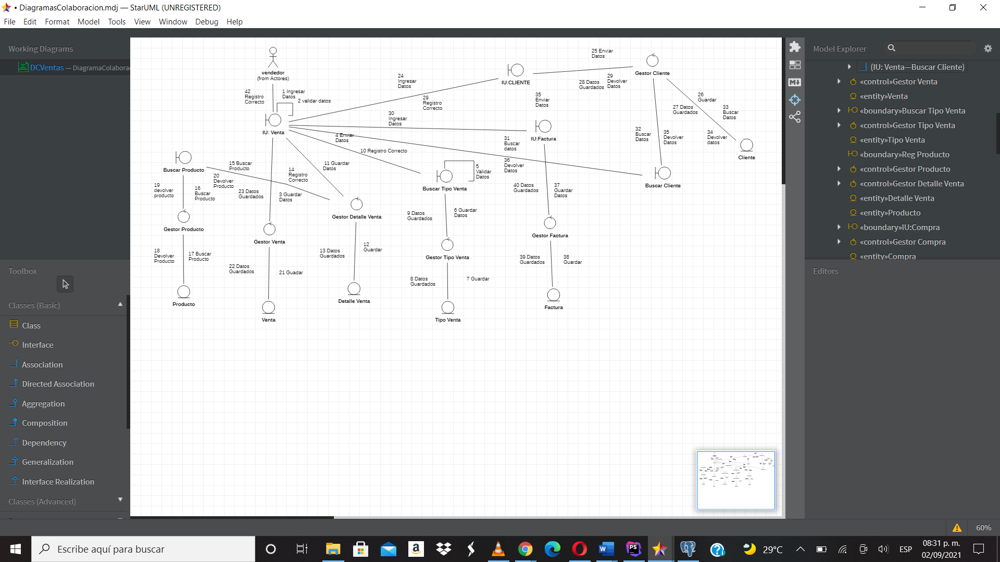 • DiagramasColaboracion.mdj — StarUML (UNREGISTERED)
File Edit Format Model Tools View Window Debug Help
Working Diagrams
DCVentas — DiagramaColabora
Toolbox
Classes (Basic)
Class
Interface
Association
Directed Association
Aggregation
Composition
Dependency
Generalization
Interface Realization
Classes (Advanced)
vendedor
(from Actores)
42
Registro
Correcto
1 Ingresar
Datos
2 validar datos
IU: Venta
24
Ingresar
Datos
29
Registro
Correcto
30
Ingresar
Datos
IU:CLIENTE
25 Enviar
Datos
28 Datos
Guardados
29
Devolver
Datos
Gestor Cliente
35
Enviar
Datos
26
Guardar
27 Datos
Guardados
33
Buscar
Datos
32
Buscar
Datos
35
Devolver
Datos
34
Devolver
datos
Cliente
IU:Factura
4 Enviar
Datos
10 Registro Correcto
31
Buscar
datos
36
Devolver
Datos
Buscar Cliente
Buscar Producto
15 Buscar
Producto
20
Devolver
Producto
14
Registro
Correcto
11 Guardar
Datos
5
Validar
Datos
Buscar Tipo Venta
19
devolver
producto
16
Buscar
Producto
23 Datos
Guardados
3 Guardar
Datos
40 Datos
Guardados
37
Guardar
Datos
Gestor Producto
Gestor Detalle Venta
9 Datos
Guardados
6 Guardar
Datos
Gestor Venta
Gestor Factura
18
Devolver
Producto
17 Buscar
Producto
13 Datos
Guardados
12
Guardar
Gestor Tipo Venta
39 Datos
Guardados
38
Guardar
22 Datos
Guardados
21 Guadar
8 Datos
Guardados
7 Guardar
Producto
Venta
Detalle Venta
Tipo Venta
Factura
Model Explorer
(IU: Venta—Buscar Cliente)
«control»Gestor Venta
«entity»Venta
«boundary»Buscar Tipo Venta
«control»Gestor Tipo Venta
«entity»Tipo Venta
«boundary»Reg Producto
«control»Gestor Producto
«control»Gestor Detalle Venta
«entity»Detalle Venta
«entity»Producto
«boundary»IU:Compra
«control»Gestor Compra
«entity»Compra
Editors
60%
Escribe aquí para buscar
29°C
ESP
08:31 p. m.
02/09/2021